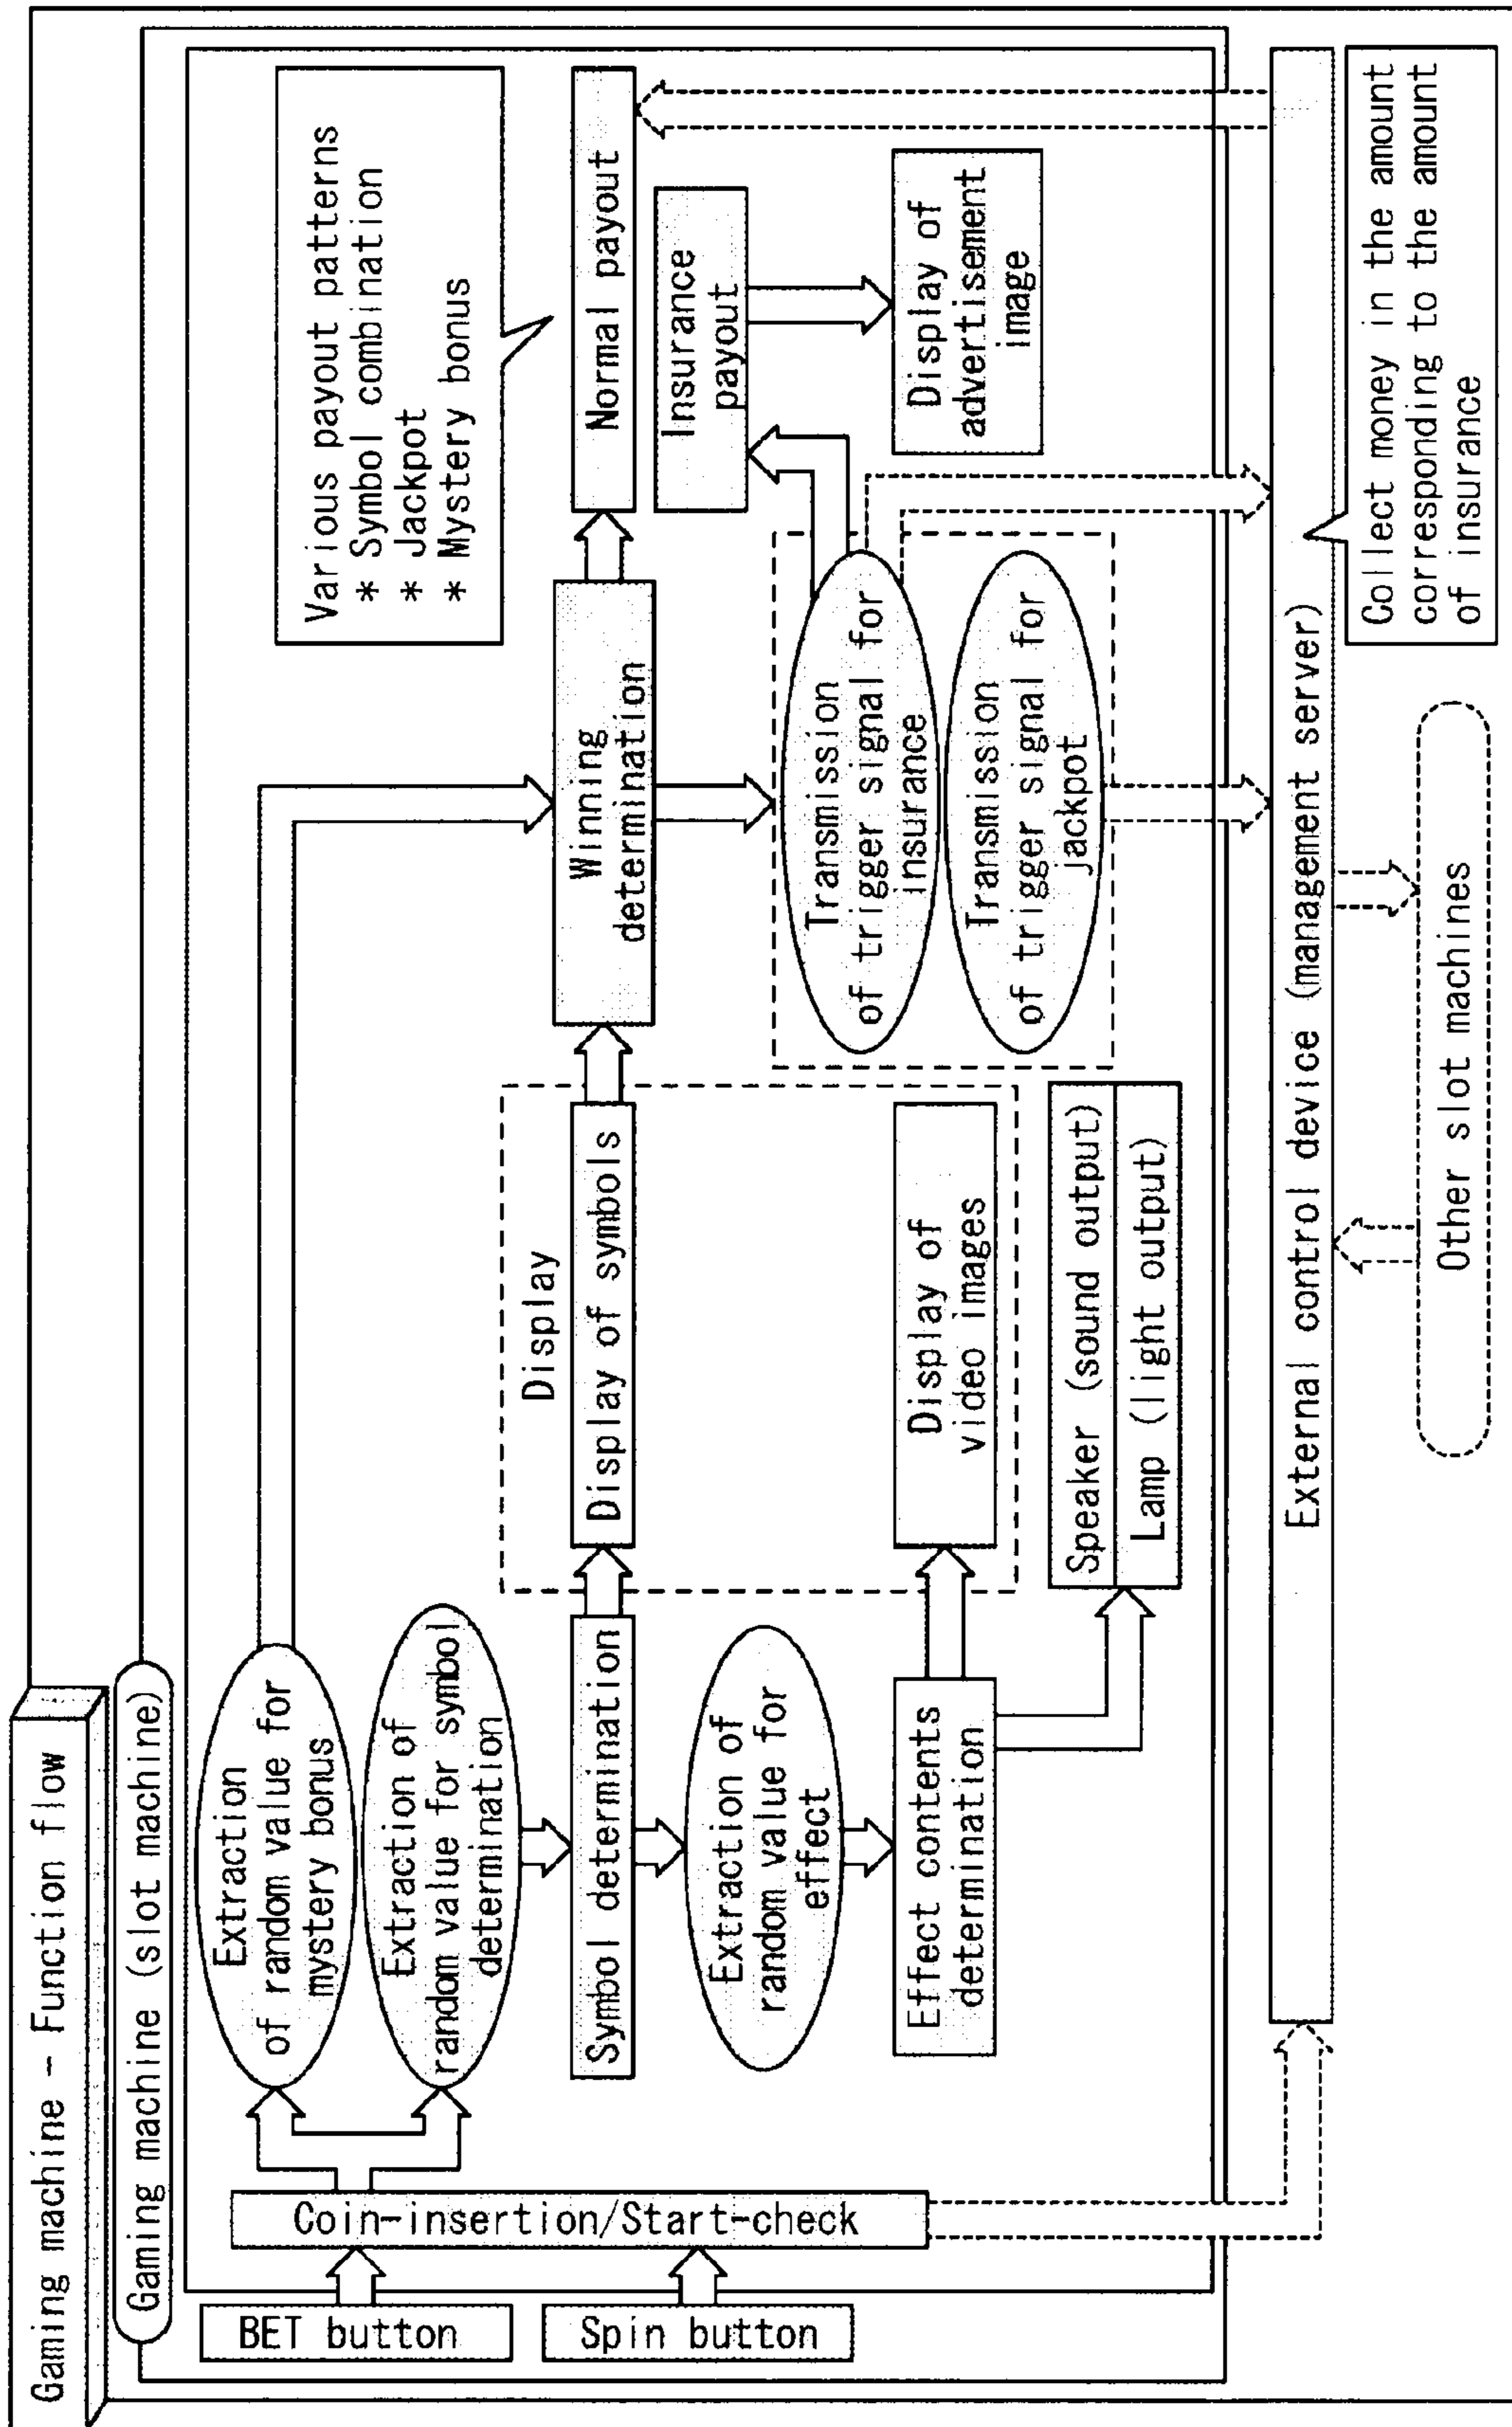 Gaming machine - Function flow
Gaming machine (slot machine)
BET button
Spin button
Coin-insertion/Start-check
Extraction
of random value for
mystery bonus
Extraction of
random value for symbol
determination
Symbol determination
Extraction of
random value for
effect
Effect contents
determination
Display
Display of symbols
Display of
video images
Speaker (sound output)
Lamp (light output)
Winning
determination
Transmission
of trigger signal for
insurance
Transmission
of trigger signal for
jackpot
Various payout patterns
* Symbol combination
* Jackpot
* Mystery bonus
Normal payout
Insurance
payout
Display of
advertisement
image
External control device (management server)
Collect money in the amount
corresponding to the amount
of insurance
Other slot machines